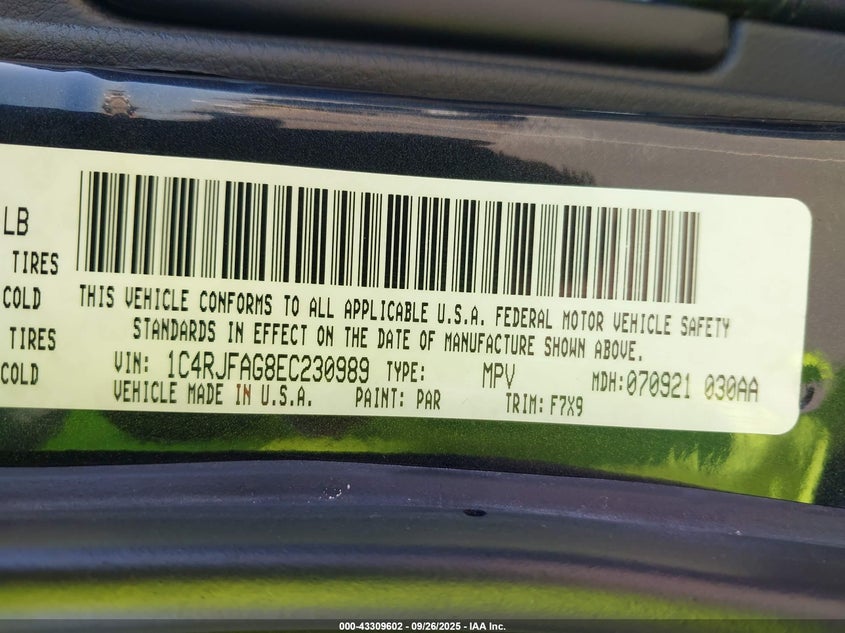 LB
TIRES
COLD
TIRES
COLD
THIS VEHICLE CONFORMS TO ALL APPLICABLE U.S.A. FEDERAL MOTOR VEHICLE SAFETY
STANDARDS IN EFFECT ON THE DATE OF MANUFACTURE SHOWN ABOVE.
VIN: 1C4RJFAG8EC230989 TYPE: MPV MDH:070921 030AA
VEHICLE MADE IN U.S.A. PAINT: PAR TRIM: F7X9
000-43309602 - 09/26/2025 - IAA Inc.